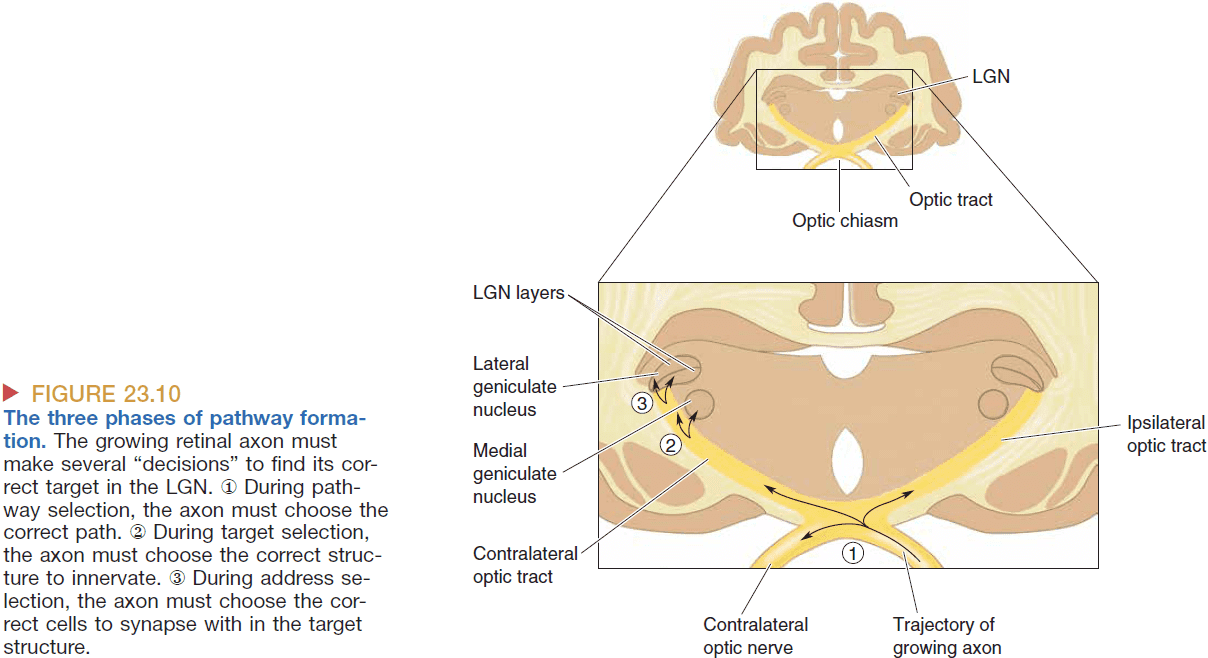 ▶ FIGURE 23.10
The three phases of pathway forma-
tion. The growing retinal axon must
make several “decisions” to find its cor-
rect target in the LGN. ① During path-
way selection, the axon must choose the
correct path. ② During target selection,
the axon must choose the correct struc-
ture to innervate. ③ During address se-
lection, the axon must choose the cor-
rect cells to synapse with in the target
structure.
LGN
Optic tract
Optic chiasm
LGN layers
Lateral
geniculate
nucleus
Medial
geniculate
nucleus
Contralateral
optic tract
③
②
①
Ipsilateral
optic tract
Contralateral
optic nerve
Trajectory of
growing axon